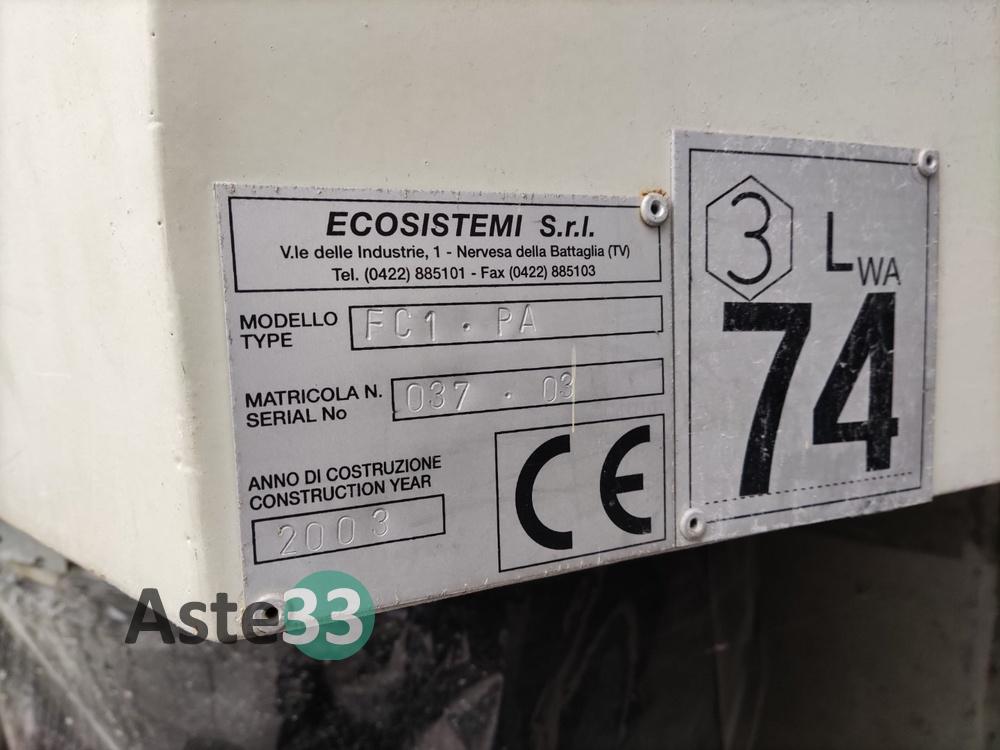 ECOSISTEMI S.r.l.
V.le delle Industrie, 1 - Nervesa della Battaglia (TV)
Tel. (0422) 885101 - Fax (0422) 885103
MODELLO
TYPE
FC1 . PA
MATRICOLA N.
SERIAL No
037 . 03
ANNO DI COSTRUZIONE
CONSTRUCTION YEAR
2003
CE
3
LWA
74
Aste33